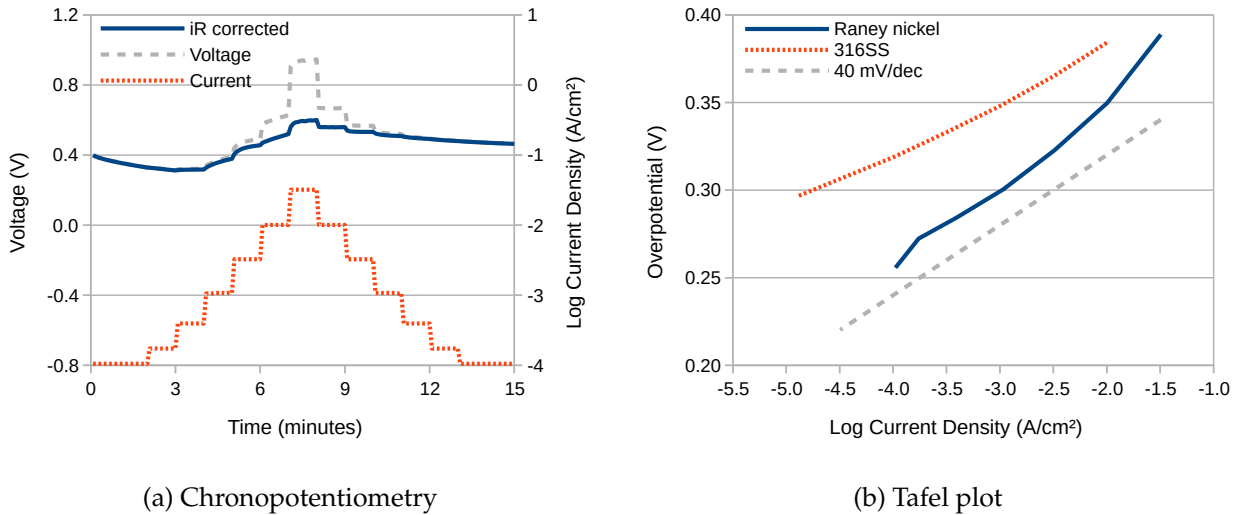 iR corrected
Voltage
Current
1.2
0.8
0.4
0.0
-0.4
-0.8
Voltage (V)
1
0
-1
-2
-3
-4
Log Current Density (A/cm²)
0 3 6 9 12 15
Time (minutes)
(a) Chronopotentiometry
Raney nickel
316SS
40 mV/dec
0.40
0.35
0.30
0.25
0.20
Overpotential (V)
-5.5 -5.0 -4.5 -4.0 -3.5 -3.0 -2.5 -2.0 -1.5 -1.0
Log Current Density (A/cm²)
(b) Tafel plot